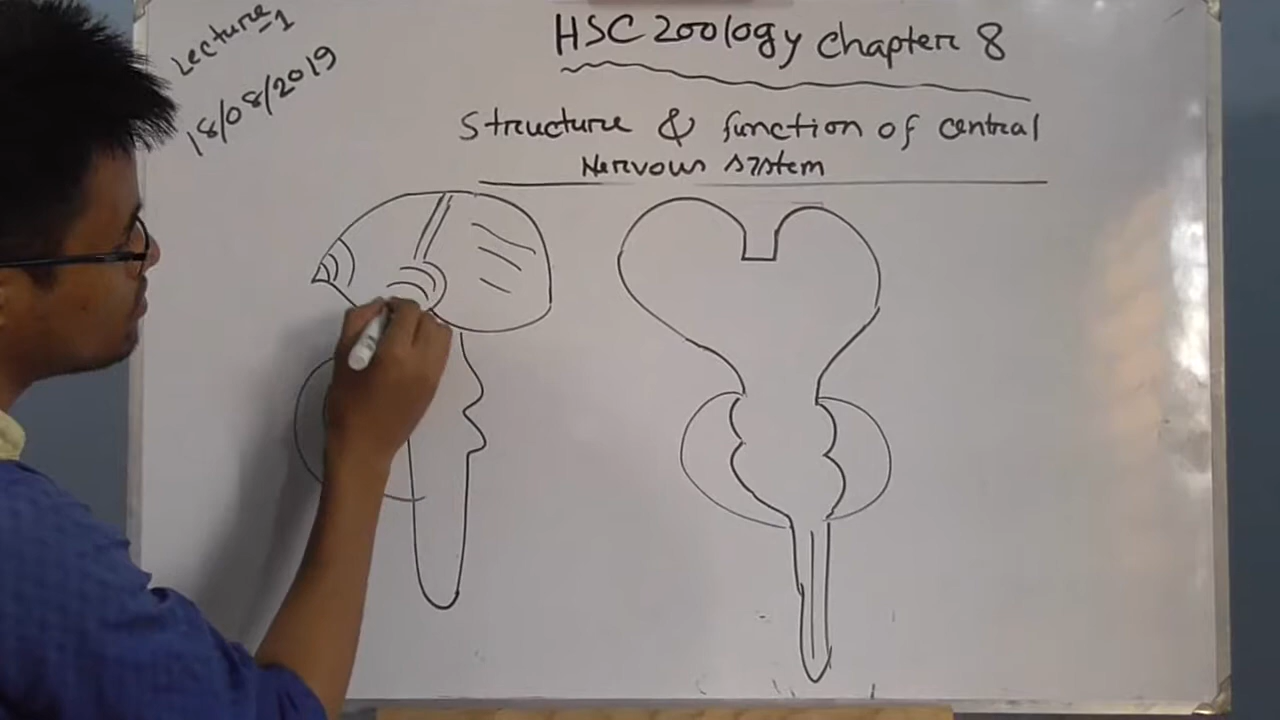 Lecture 1
18/08/2019
HSC Zoology Chapter 8
Structure & function of central
Nervous system